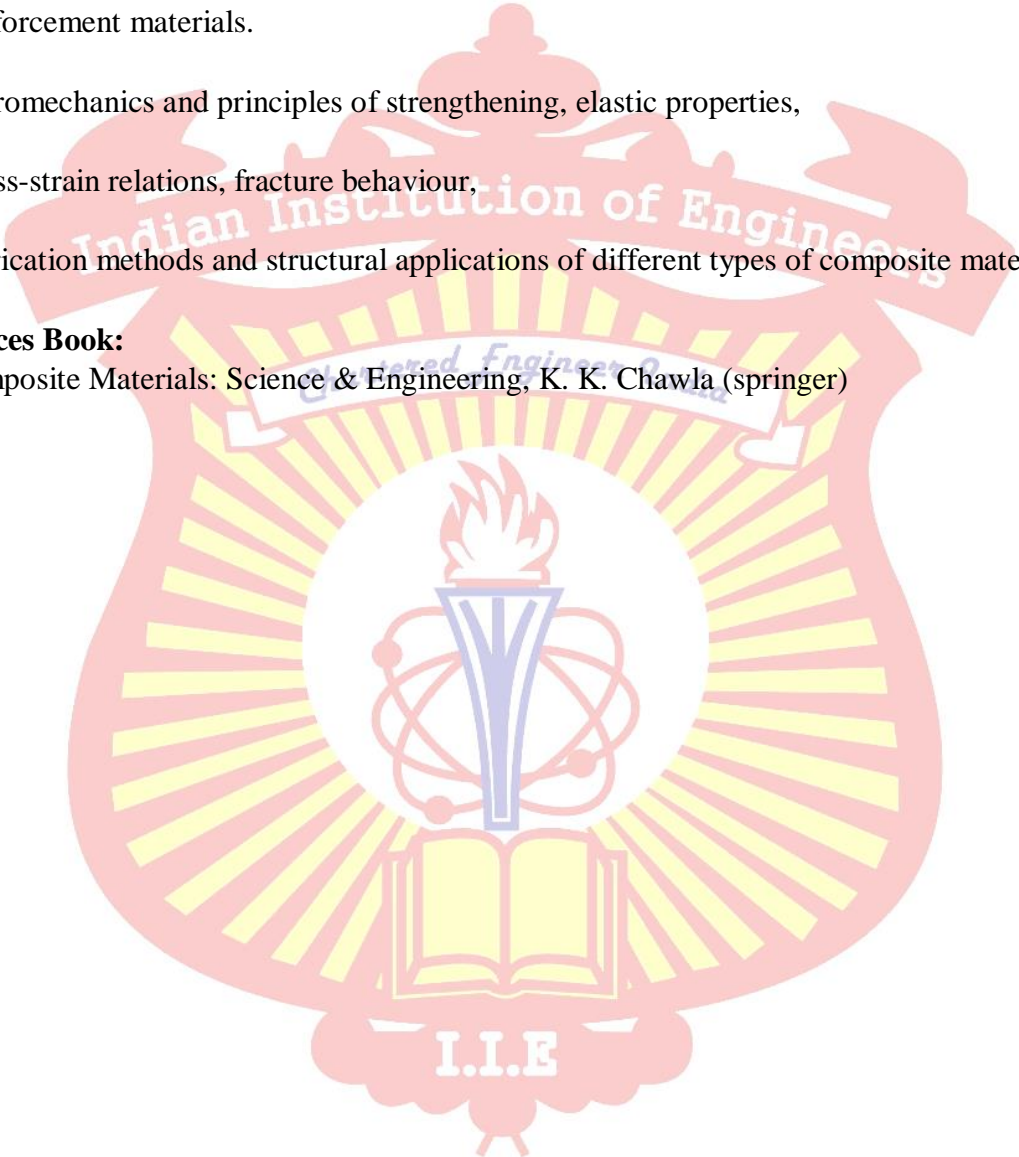 forcement materials.
romechanics and principles of strengthening, elastic properties,
ss-strain relations, fracture behaviour,
rication methods and structural applications of different types of composite mate
Indian Institution of Engineers
ces Book:
Chartered Engineer India
nposite Materials: Science & Engineering, K. K. Chawla (springer)
I.I.E